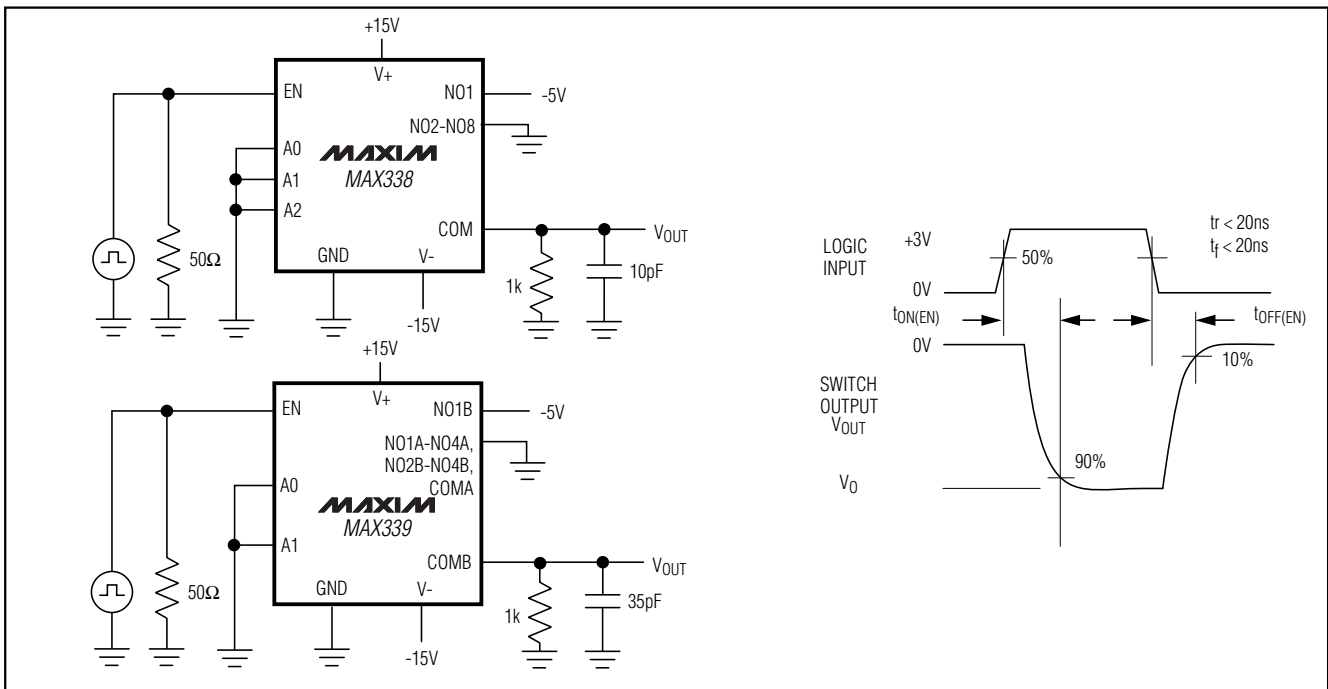 +15V
V+
EN
NO1
-5V
NO2-NO8
A0
MAXIM
A1
MAX338
A2
COM
VOUT
50Ω
GND
V-
1k
10pF
-15V
+15V
V+
EN
NO1B
-5V
NO1A-NO4A,
NO2B-NO4B,
COMA
A0
MAXIM
MAX339
A1
COMB
VOUT
50Ω
GND
V-
1k
35pF
-15V
LOGIC
INPUT
+3V
50%
tr < 20ns
tf < 20ns
0V
tON(EN)
tOFF(EN)
0V
10%
SWITCH
OUTPUT
VOUT
90%
VO